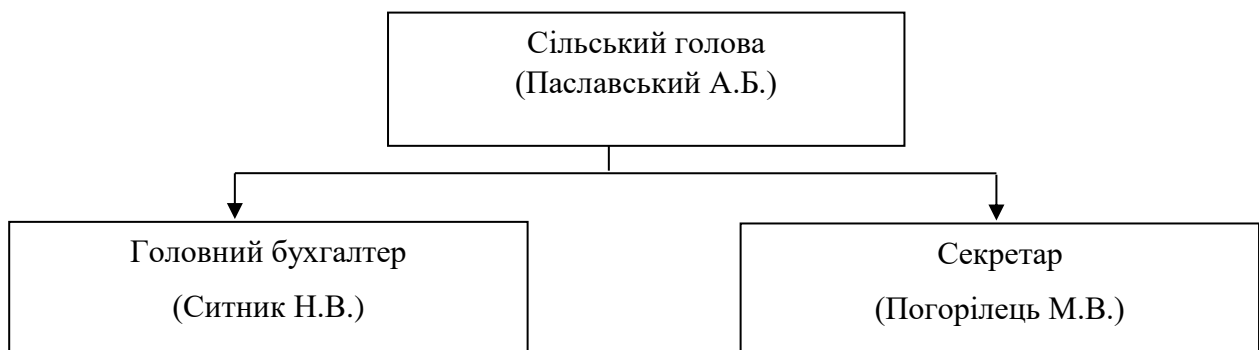 Сільський голова
(Паславський А.Б.)
Головний бухгалтер
(Ситник Н.В.)
Секретар
(Погорілець М.В.)